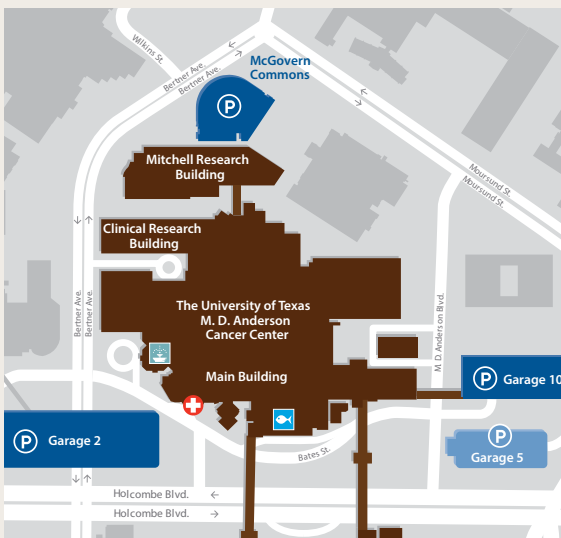 Wilkins St.
Bertner Ave.
Bertner Ave.
McGovern
Commons
P
Mitchell Research
Building
Moursund St.
Moursund St.
Clinical Research
Building
Bertner Ave.
Bertner Ave.
The University of Texas
M. D. Anderson
Cancer Center
M. D. Anderson Blvd.
Main Building
P Garage 10
P Garage 2
P
Garage 5
Bates St.
Holcombe Blvd.
Holcombe Blvd.